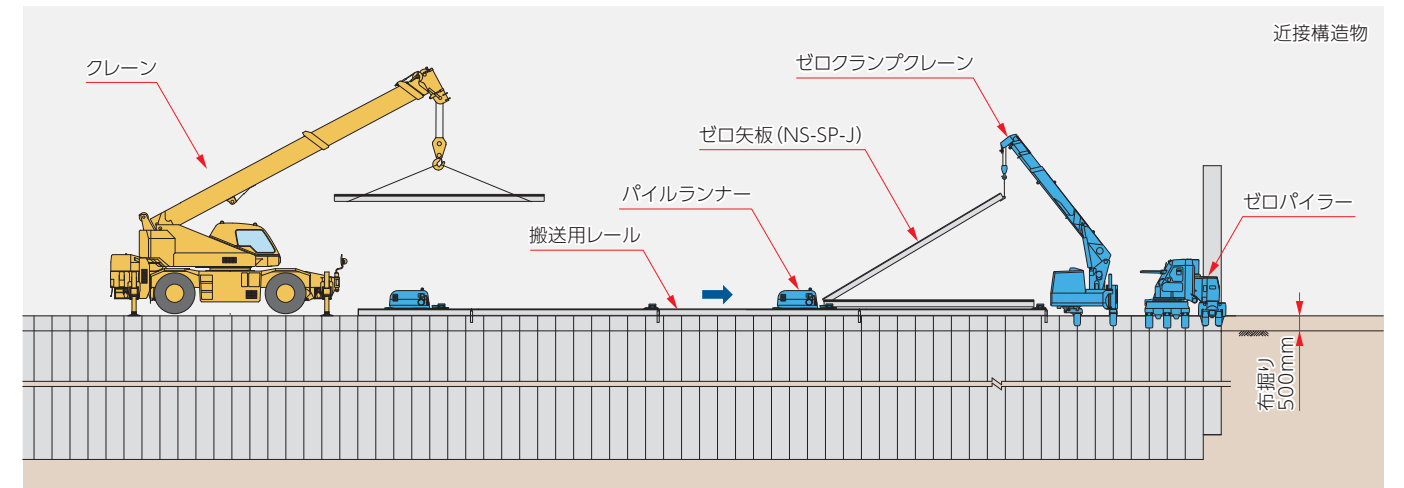 近接構造物
クレーン
ゼロクランプクレーン
ゼロ矢板(NS-SP-J)
パイルランナー
ゼロパイラー
搬送用レール
布掘り
500mm